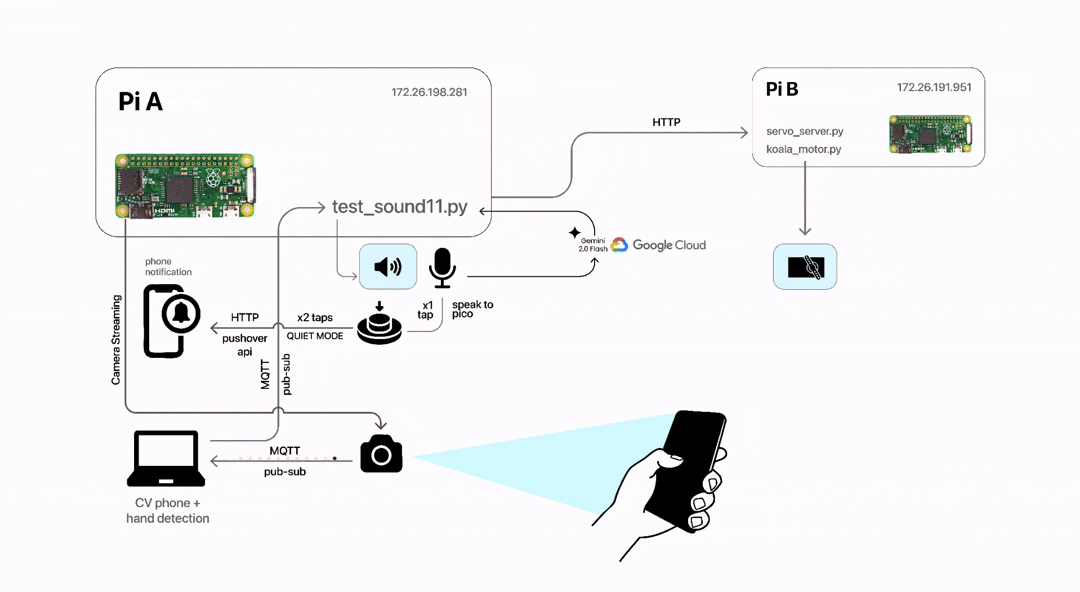 Pi A
172.26.198.281
HDMI
test_sound11.py
HTTP
Pi B
172.26.191.951
servo_server.py
koala_motor.py
Gemini
2.0 Flash
Google Cloud
phone
notification
HTTP
pushover
api
x2 taps
QUIET MODE
x1
tap
speak to
pico
Camera Streaming
MQTT
pub-sub
MQTT
pub-sub
CV phone +
hand detection